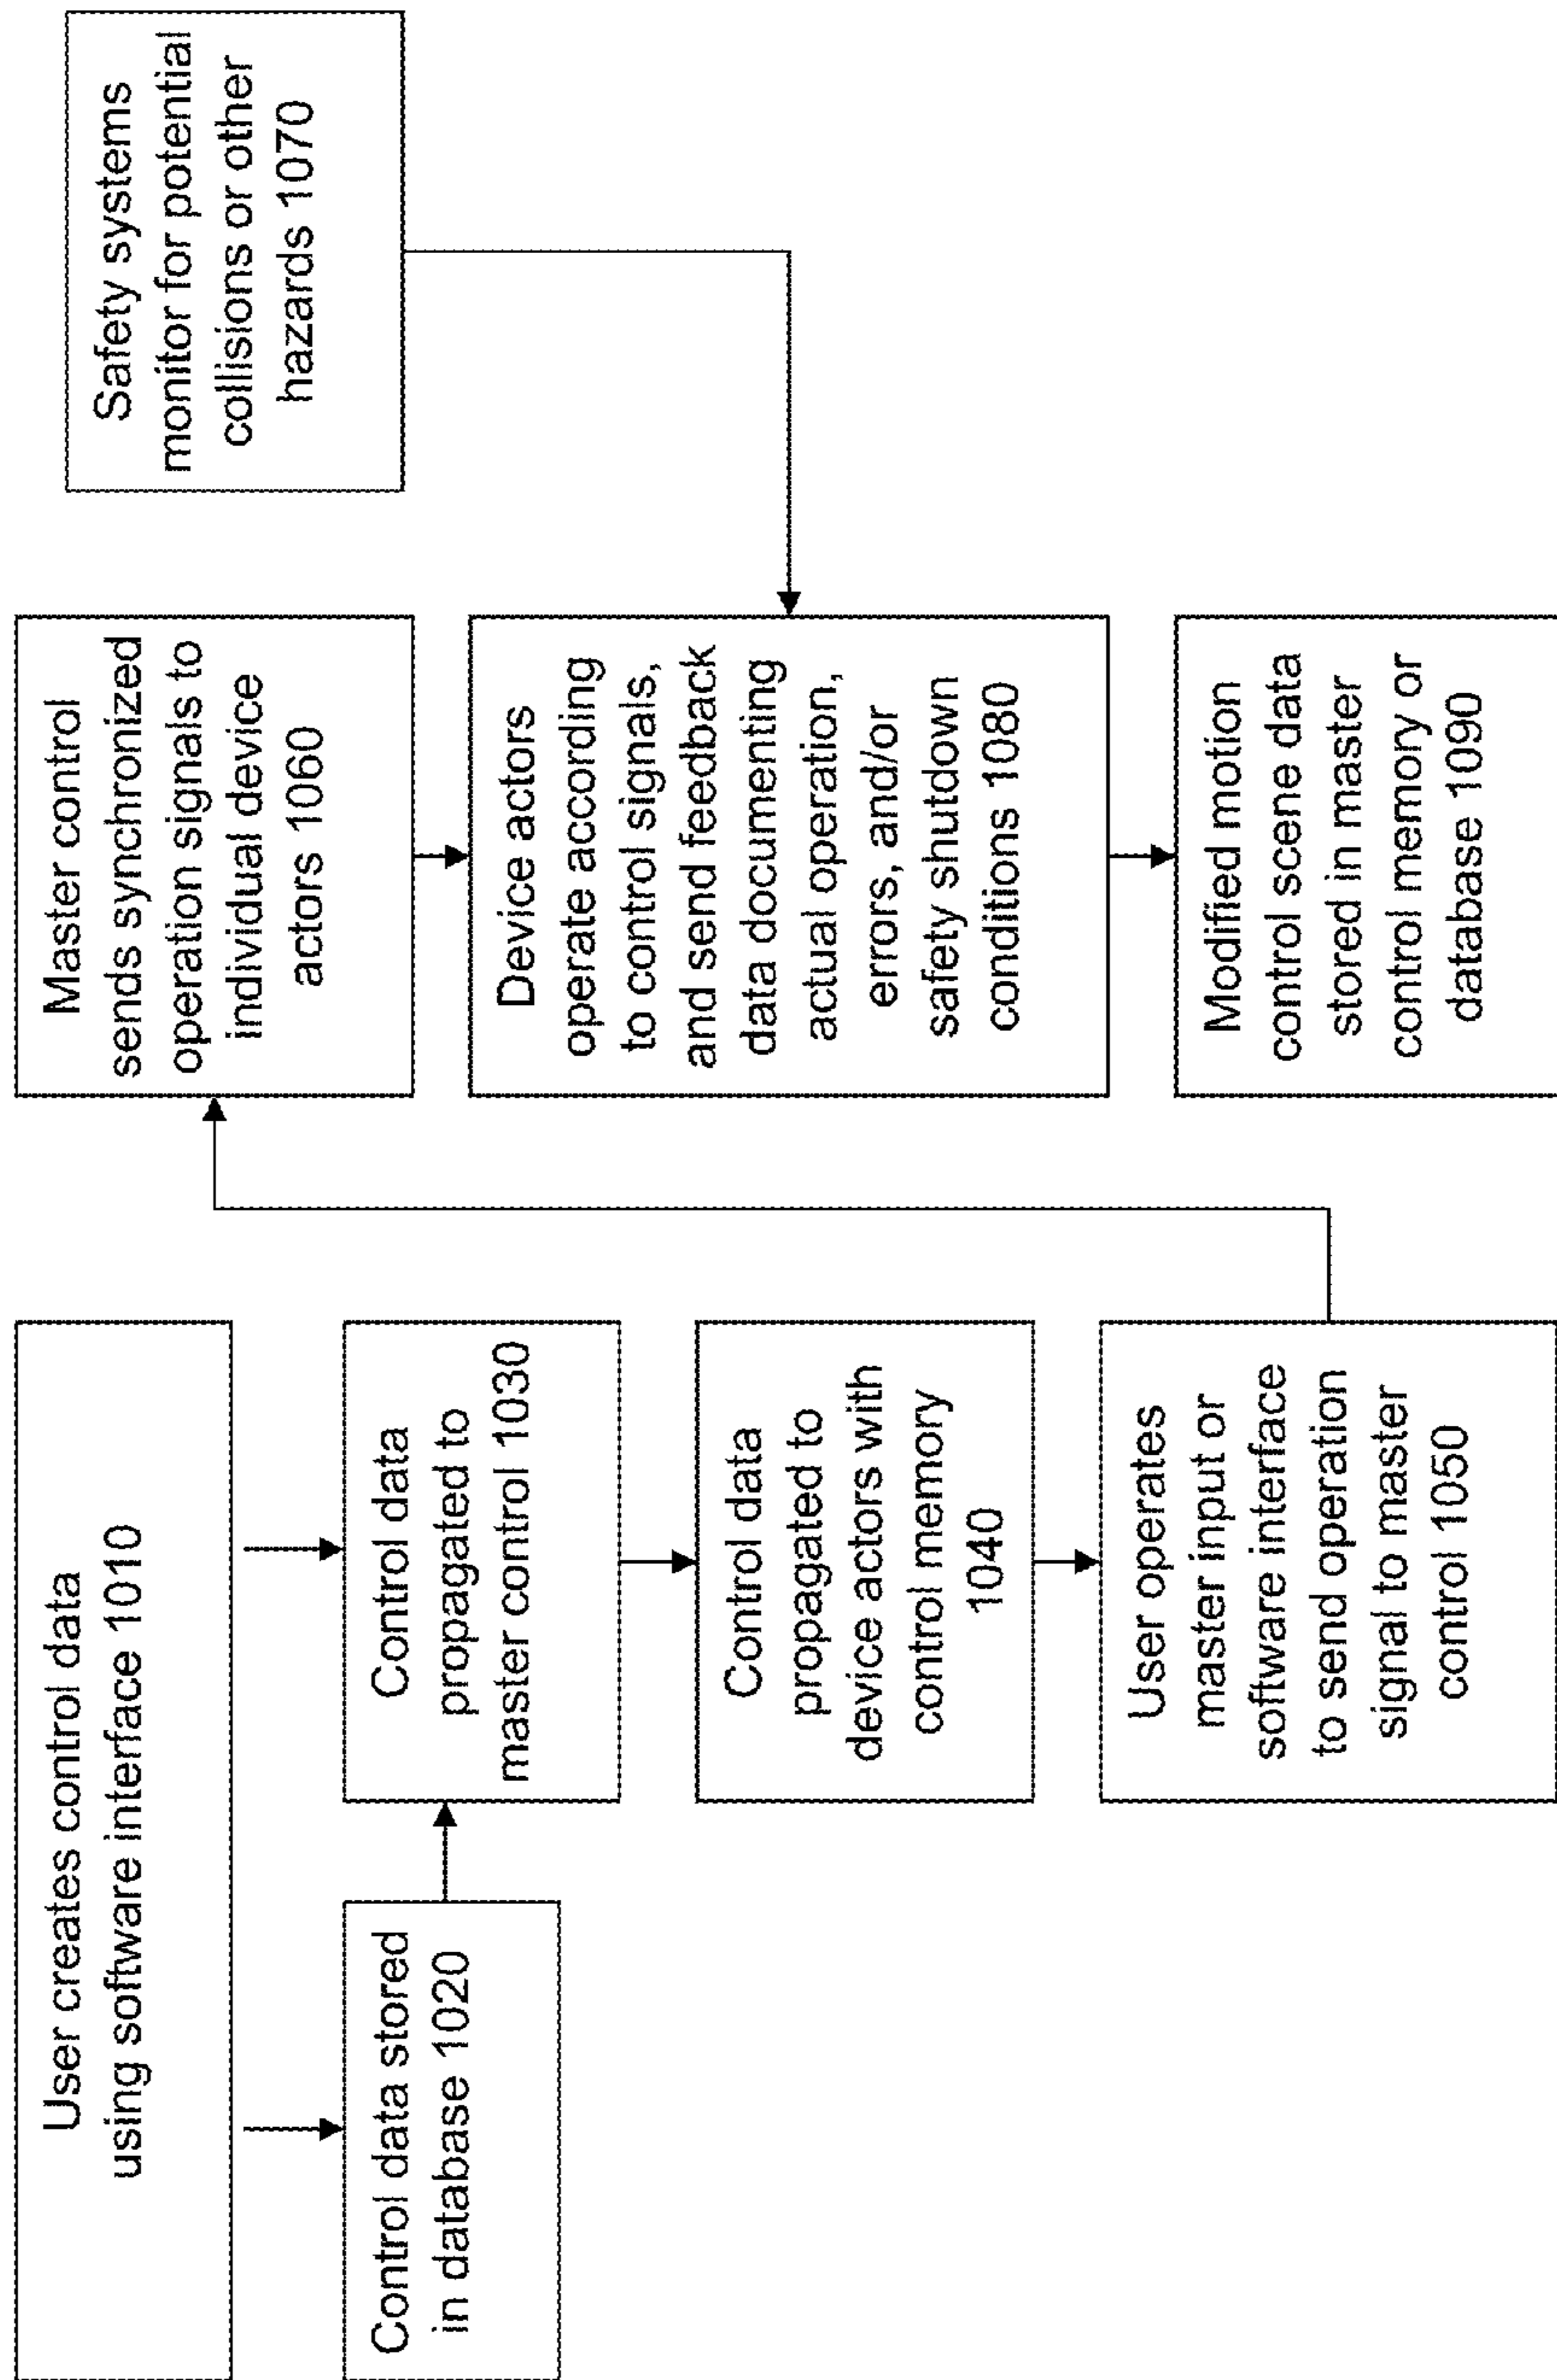 User creates control data
using software interface 1010
Control data stored
in database 1020
Control data
propagated to
master control 1030
Control data
propagated to
device actors with
control memory
1040
User operates
master input or
software interface
to send operation
signal to master
control 1050
Master control
sends synchronized
operation signals to
individual device
actors 1060
Safety systems
monitor for potential
collisions or other
hazards 1070
Device actors
operate according
to control signals,
and send feedback
data documenting
actual operation,
errors, and/or
safety shutdown
conditions 1080
Modified motion
control scene data
stored in master
control memory or
database 1090